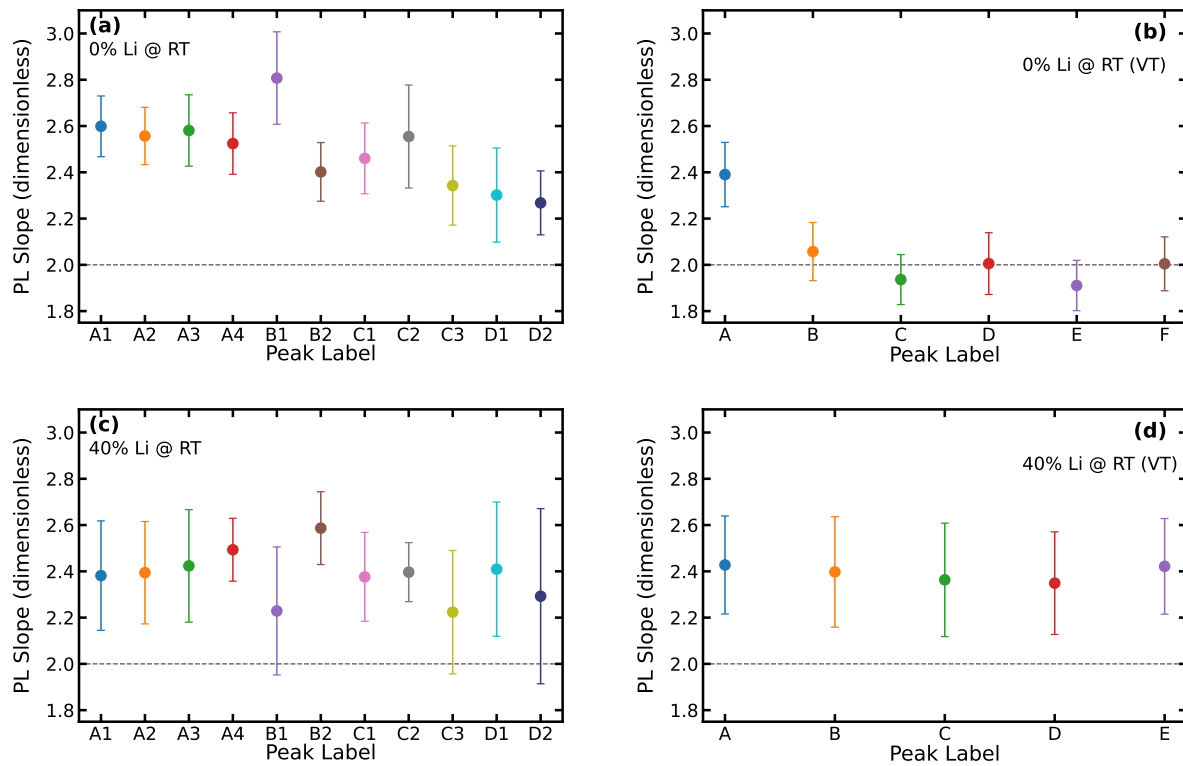 (a)
0% Li @ RT
PL Slope (dimensionless)
3.0
2.8
2.6
2.4
2.2
2.0
1.8
A1 A2 A3 A4 B1 B2 C1 C2 C3 D1 D2
Peak Label
(b)
0% Li @ RT (VT)
PL Slope (dimensionless)
3.0
2.8
2.6
2.4
2.2
2.0
1.8
A B C D E F
Peak Label
(c)
40% Li @ RT
PL Slope (dimensionless)
3.0
2.8
2.6
2.4
2.2
2.0
1.8
A1 A2 A3 A4 B1 B2 C1 C2 C3 D1 D2
Peak Label
(d)
40% Li @ RT (VT)
PL Slope (dimensionless)
3.0
2.8
2.6
2.4
2.2
2.0
1.8
A B C D E
Peak Label